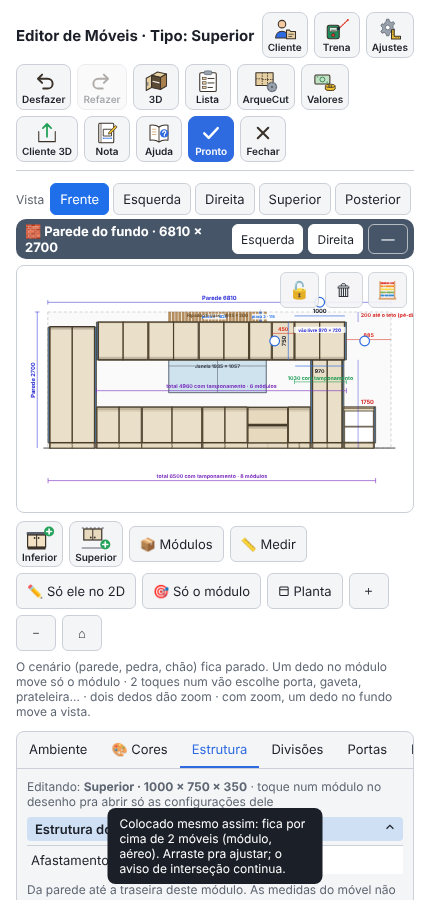 Editor de Móveis · Tipo: Superior
Cliente
Trena
Ajustes
Desfazer
Refazer
3D
Lista
ArqueCut
Valores
Cliente 3D
Nota
Ajuda
Pronto
Fechar
Vista
Frente
Esquerda
Direita
Superior
Posterior
🧱 Parede do fundo · 6810 ×
2700
Esquerda
Direita
—
Parede 6810
1000
200 até o teto (pé-di
450
750
vão livre 970 × 720
885
Janela 1885 × 1057
970
1020 com tamponamento
total 4980 com tamponamento · 6 módulos
Parede 2700
1750
total 6500 com tamponamento · 8 módulos
Inferior
Superior
📦 Módulos
📏 Medir
✏️ Só ele no 2D
🎯 Só o módulo
Planta
+
−
⌂
O cenário (parede, pedra, chão) fica parado. Um dedo no módulo
move só o módulo · 2 toques num vão escolhe porta, gaveta,
prateleira... · dois dedos dão zoom · com zoom, um dedo no fundo
move a vista.
Ambiente
🎨 Cores
Estrutura
Divisões
Portas
Editando: Superior · 1000 × 750 × 350 · toque num módulo no
desenho pra abrir só as configurações dele
Estrutura do
Afastamento
Colocado mesmo assim: fica por
cima de 2 móveis (módulo,
aéreo). Arraste pra ajustar; o
aviso de interseção continua.
Da parede até a traseira deste módulo. As medidas do móvel não